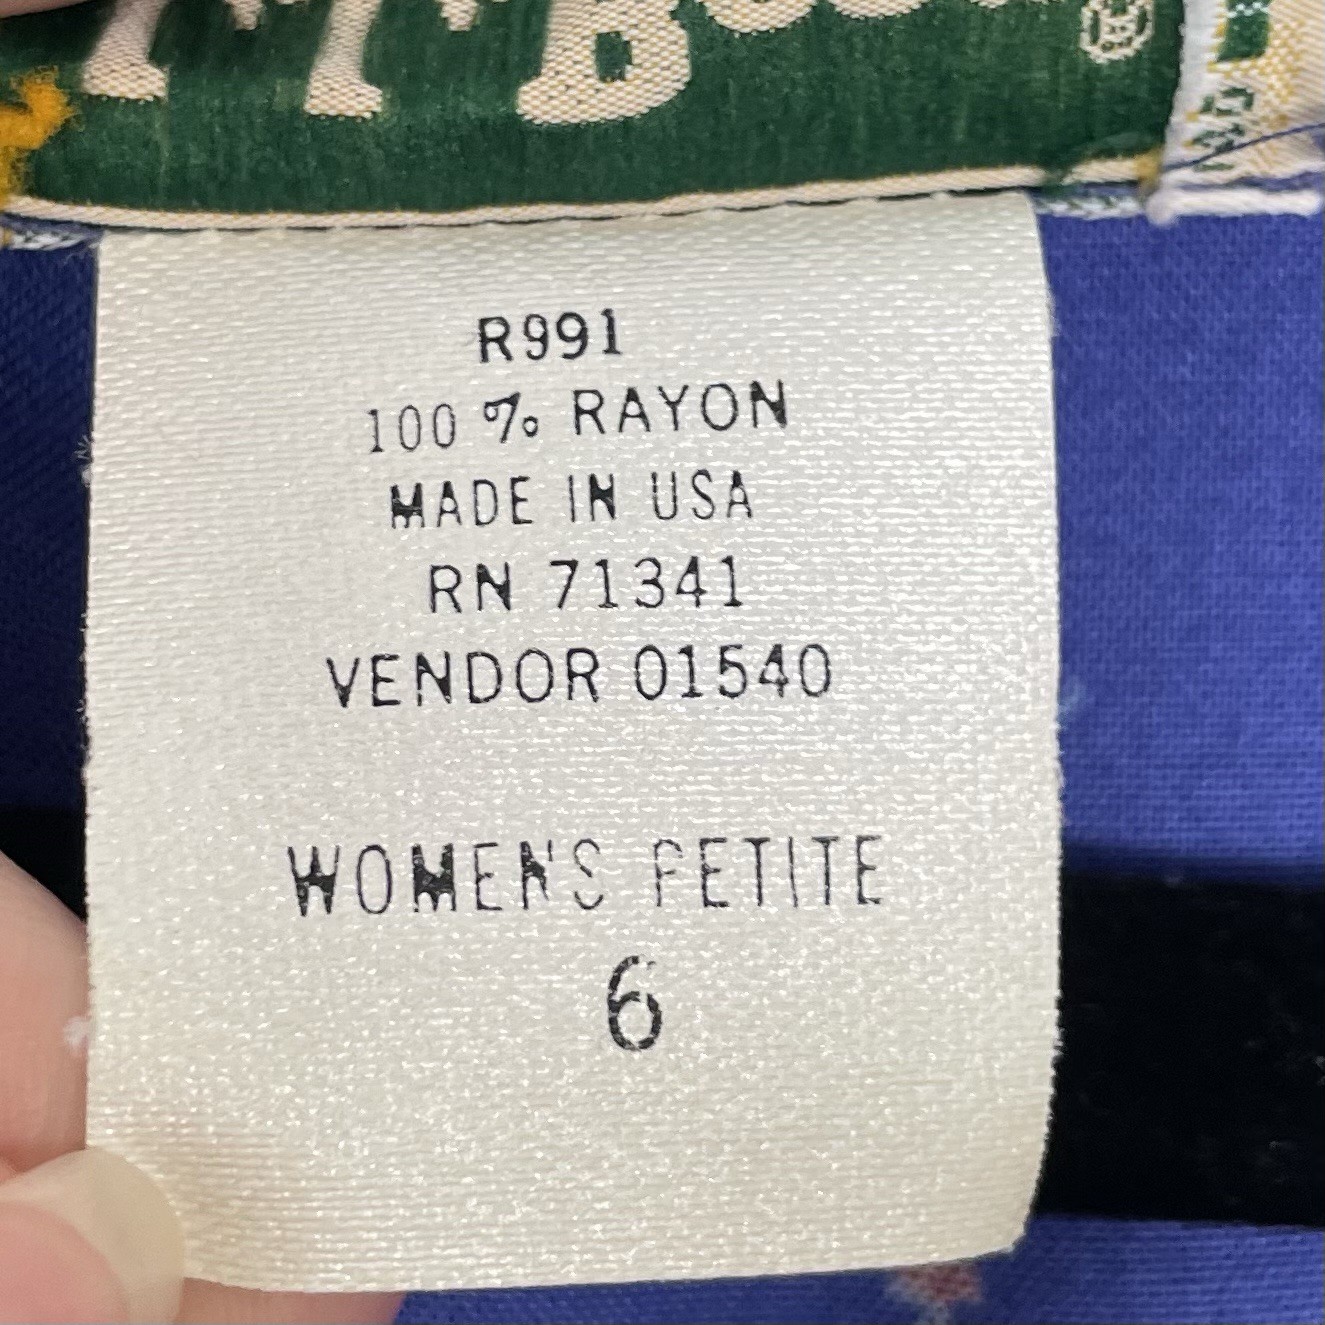 R991
100 % RAYON
MADE IN USA
RN 71341
VENDOR 01540
WOMEN'S PETITE
6